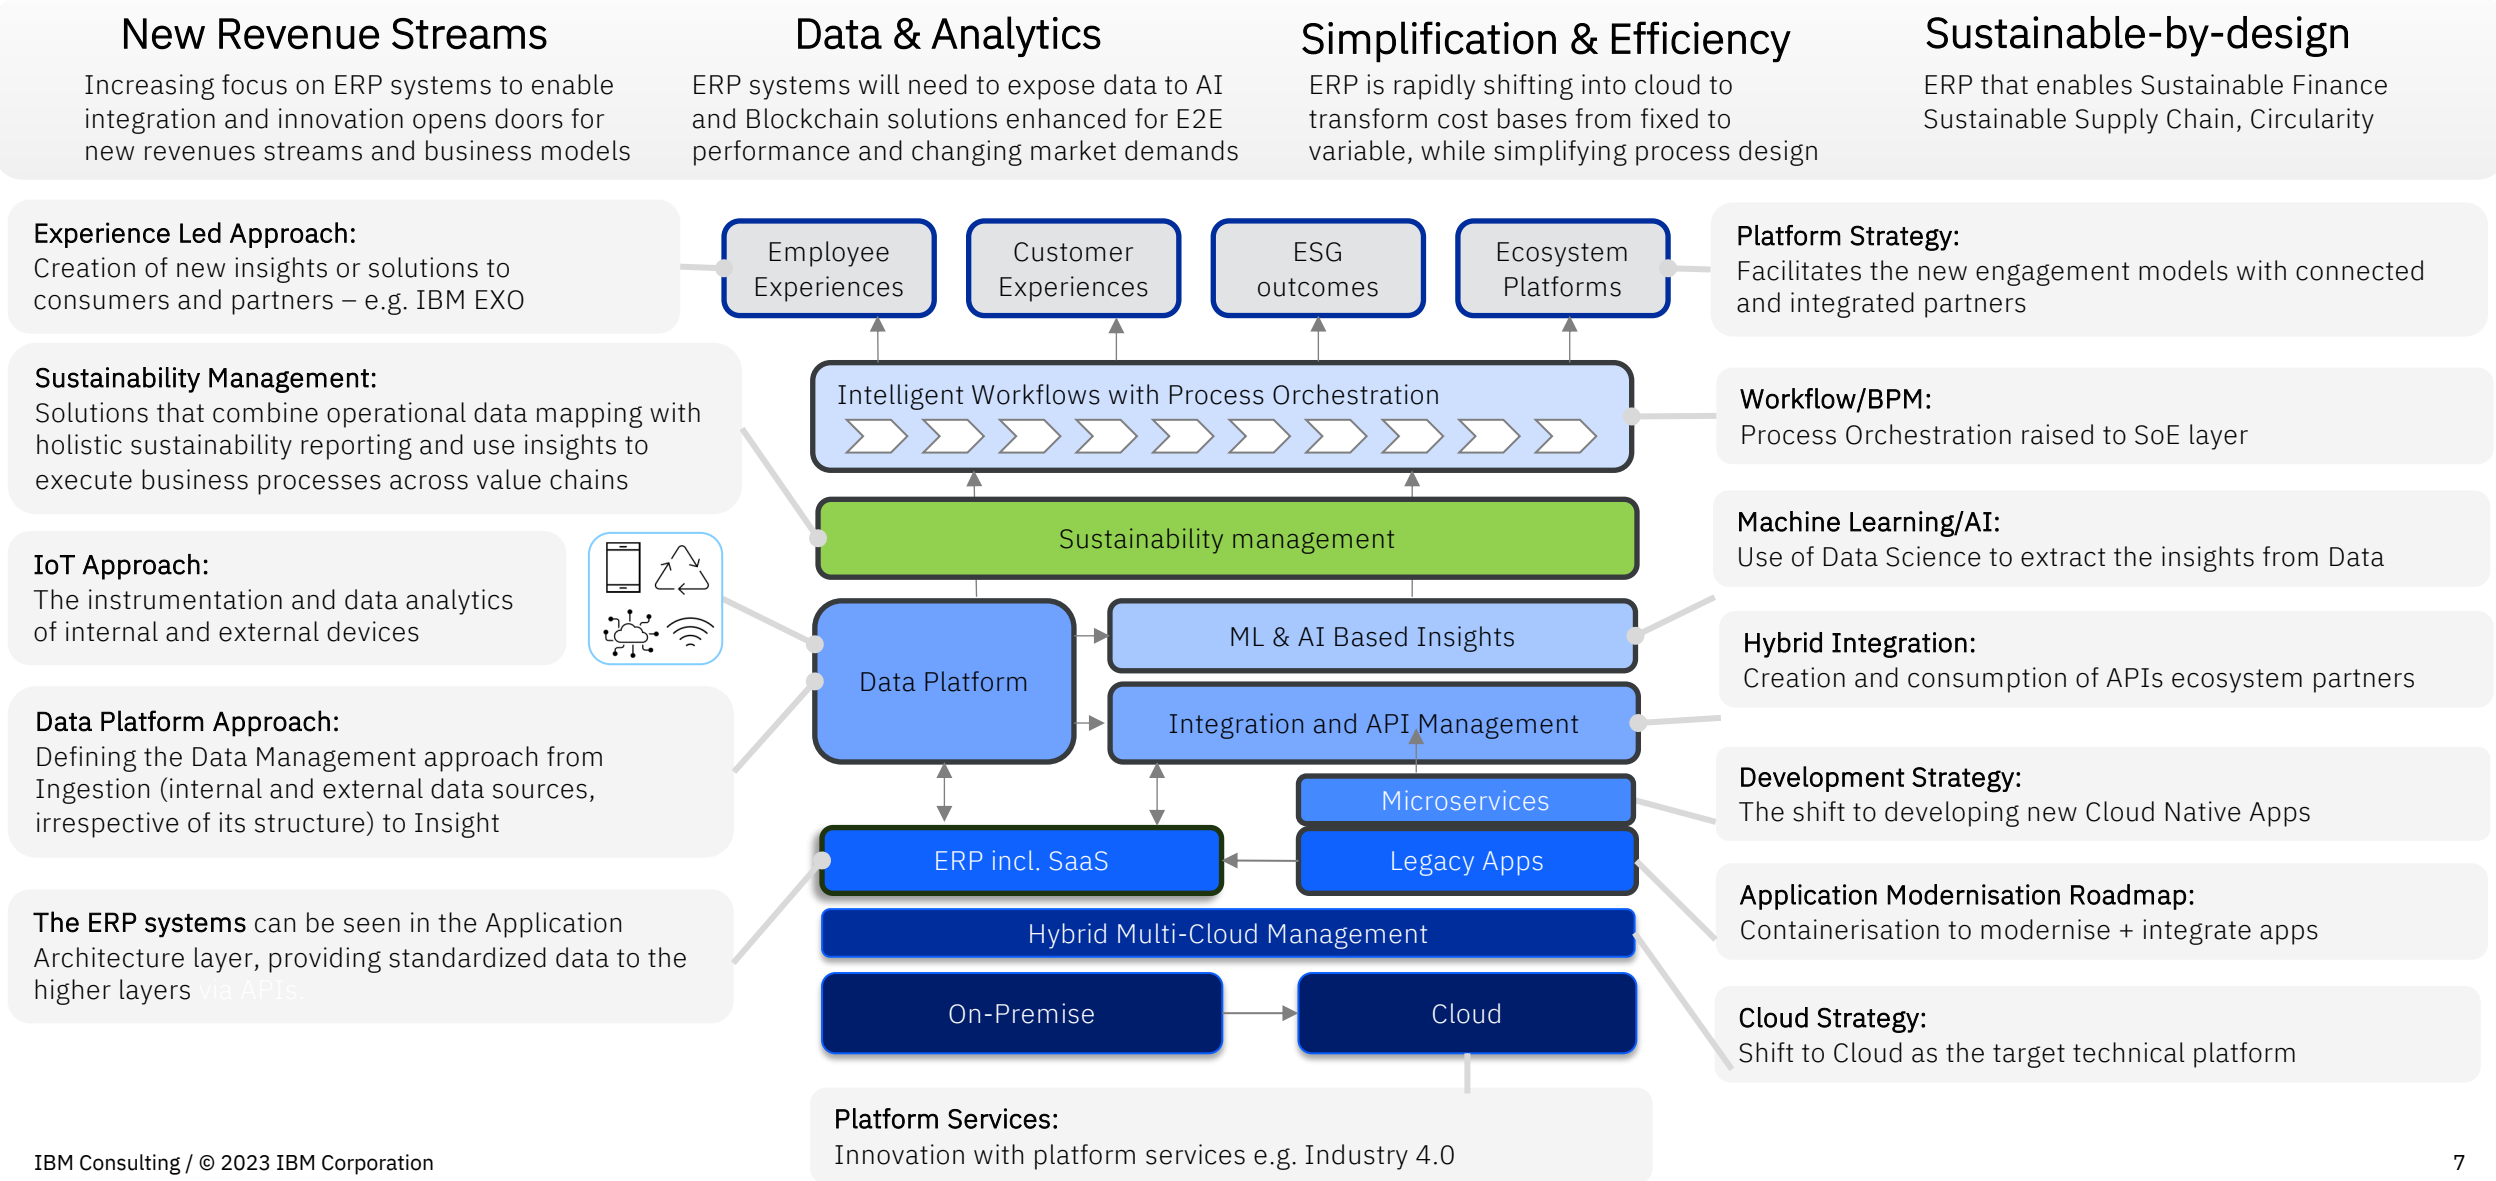 New Revenue Streams
Increasing focus on ERP systems to enable
integration and innovation opens doors for
new revenues streams and business models
Data & Analytics
ERP systems will need to expose data to AI
and Blockchain solutions enhanced for E2E
performance and changing market demands
Simplification & Efficiency
ERP is rapidly shifting into cloud to
transform cost bases from fixed to
variable, while simplifying process design
Sustainable-by-design
ERP that enables Sustainable Finance
Sustainable Supply Chain, Circularity
Experience Led Approach:
Creation of new insights or solutions to
consumers and partners – e.g. IBM EXO
Sustainability Management:
Solutions that combine operational data mapping with
holistic sustainability reporting and use insights to
execute business processes across value chains
IoT Approach:
The instrumentation and data analytics
of internal and external devices
Data Platform Approach:
Defining the Data Management approach from
Ingestion (internal and external data sources,
irrespective of its structure) to Insight
The ERP systems can be seen in the Application
Architecture layer, providing standardized data to the
higher layers via APIs.
Employee
Experiences
Customer
Experiences
ESG
outcomes
Ecosystem
Platforms
Intelligent Workflows with Process Orchestration
Sustainability management
Data Platform
ML & AI Based Insights
Integration and API Management
Microservices
ERP incl. SaaS
Legacy Apps
Hybrid Multi-Cloud Management
On-Premise
Cloud
Platform Services:
Innovation with platform services e.g. Industry 4.0
Platform Strategy:
Facilitates the new engagement models with connected
and integrated partners
Workflow/BPM:
Process Orchestration raised to SoE layer
Machine Learning/AI:
Use of Data Science to extract the insights from Data
Hybrid Integration:
Creation and consumption of APIs ecosystem partners
Development Strategy:
The shift to developing new Cloud Native Apps
Application Modernisation Roadmap:
Containerisation to modernise + integrate apps
Cloud Strategy:
Shift to Cloud as the target technical platform
IBM Consulting / © 2023 IBM Corporation
7